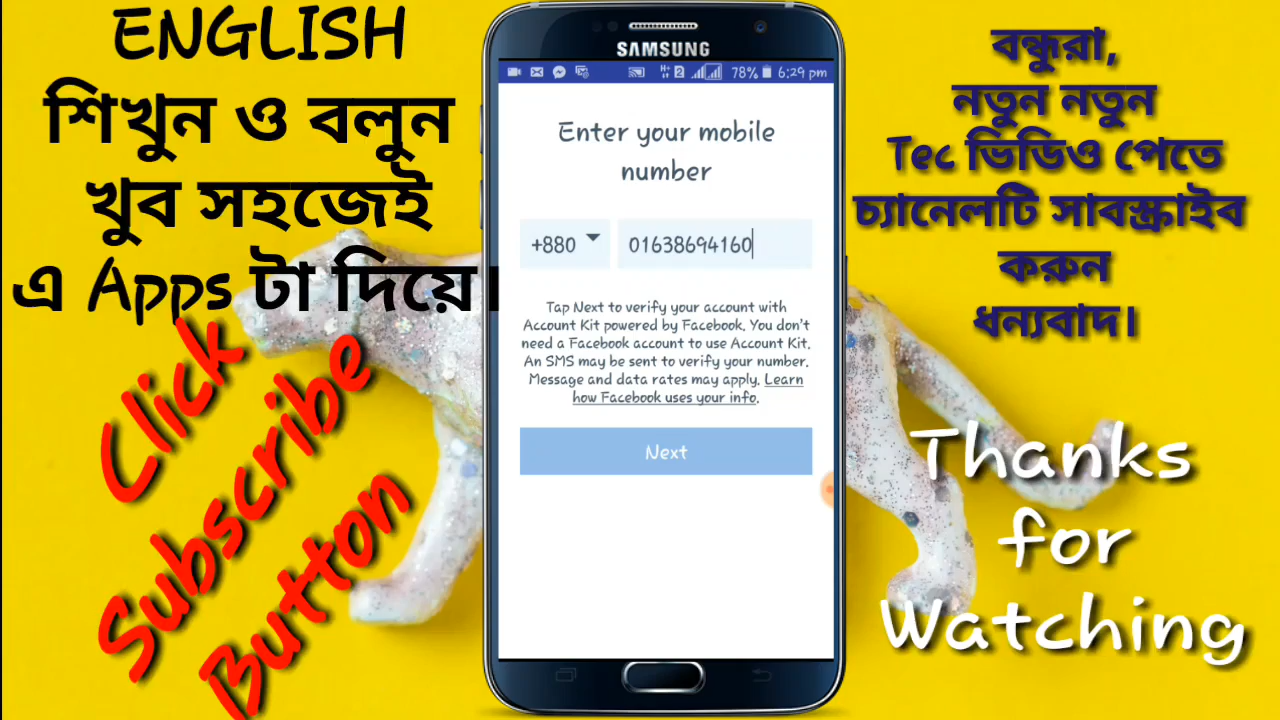 ENGLISH
শিখুন ও বলুন
খুব সহজেই
এ Apps টা দিয়ে।
Click
Subscribe
Button
SAMSUNG
78% 6:29 pm
Enter your mobile
number
+880 01638694160
Tap Next to verify your account with
Account Kit powered by Facebook. You don't
need a Facebook account to use Account Kit.
An SMS may be sent to verify your number.
Message and data rates may apply. Learn
how Facebook uses your info.
Next
বন্ধুরা,
নতুন নতুন
Tec ভিডিও পেতে
চ্যানেলটি সাবস্ক্রাইব
করুন
ধন্যবাদ।
Thanks
for
Watching